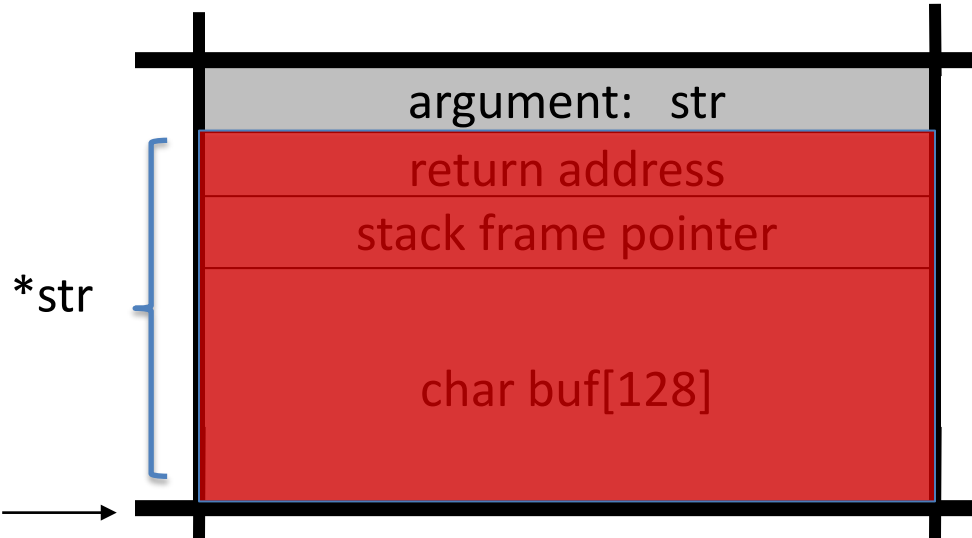 argument: str
return address
stack frame pointer
*str
char buf[128]